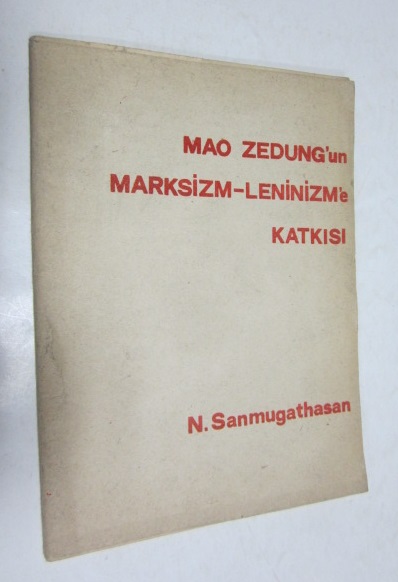 MAO ZEDUNG'un
MARKSİZM-LENİNİZM'e
KATKISI
N. Sanmugathasan